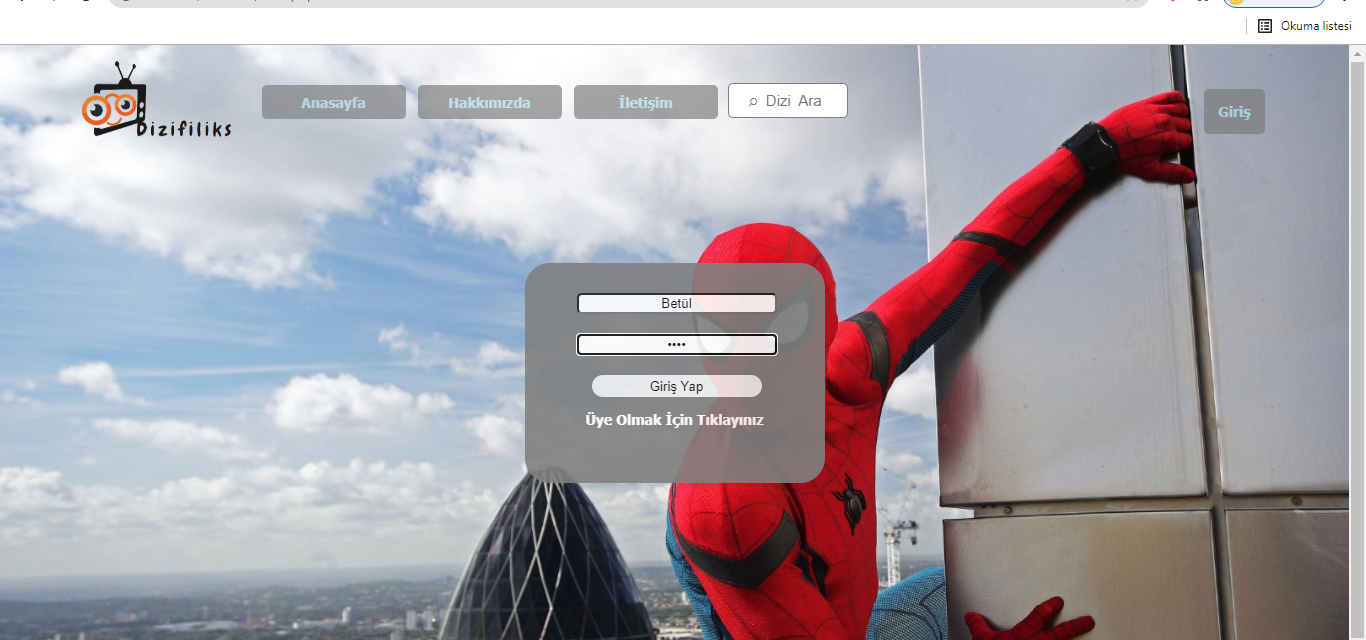 Okuma listesi
Dizifiliks
Anasayfa
Hakkımızda
İletişim
Dizi Ara
Giriş
Betül
••••
Giriş Yap
Üye Olmak İçin Tıklayınız